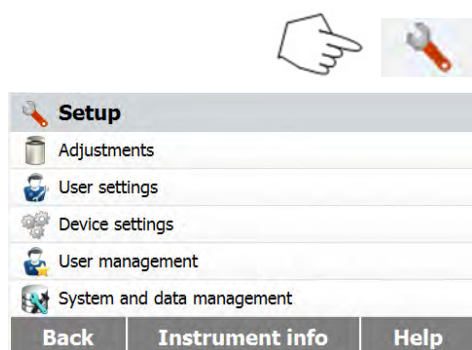 Setup
Adjustments
User settings
Device settings
User management
System and data management
Back Instrument info Help